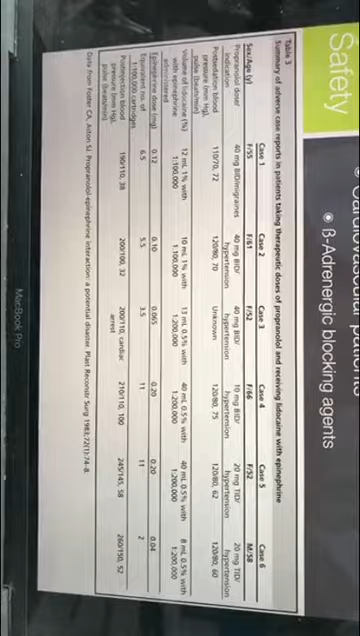 Safety
β-Adrenergic blocking agents
Table 3
Summary of adverse case reports in patients taking therapeutic doses of propranolol and receiving lidocaine with epinephrine
Case 1 Case 2 Case 3 Case 4 Case 5 Case 6
Sex/Age (y) F/55 F/61 F/52 F/66 F/52 M/58
Propranolol dose/ 40 mg BID/migraines 40 mg BID/ 40 mg BID/ 10 mg BID/ 20 mg TID/ 20 mg TID/
indication hypertension hypertension hypertension hypertension hypertension
Postsedation blood 110/70, 72 120/80, 70 Unknown 120/80, 75 120/80, 62 120/80, 60
pressure (mm Hg),
pulse (beats/min)
Volume of lidocaine (%) 12 mL 1% with 10 mL 1% with 13 mL 0.5% with 40 mL 0.5% with 40 mL 0.5% with 8 mL 0.5% with
with epinephrine 1:100,000 1:100,000 1:200,000 1:200,000 1:200,000 1:200,000
administered
Epinephrine dose (mg) 0.12 0.10 0.065 0.20 0.20 0.04
Equivalent no. of 6.5 5.5 3.5 11 11 2
1:100,000 cartridges
Postinjection blood 190/110, 38 200/100, 32 200/110, cardiac 210/110, 100 245/145, 58 260/150, 52
pressure (mm Hg), arrest
pulse (beats/min)
Data from Foster CA, Aston SJ. Propranolol-epinephrine interaction: a potential disaster. Plast Reconstr Surg 1983;72(1):74–8.
MacBook Pro